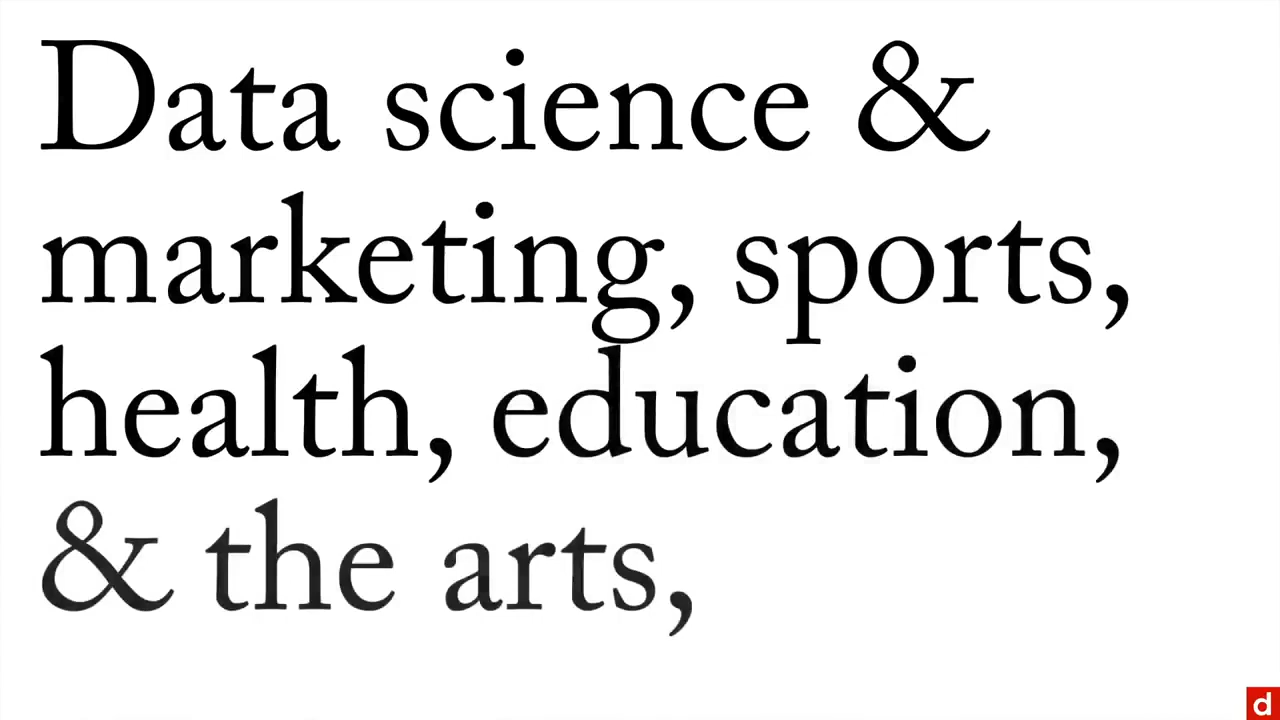 Data science &
marketing, sports,
health, education,
& the arts,
d